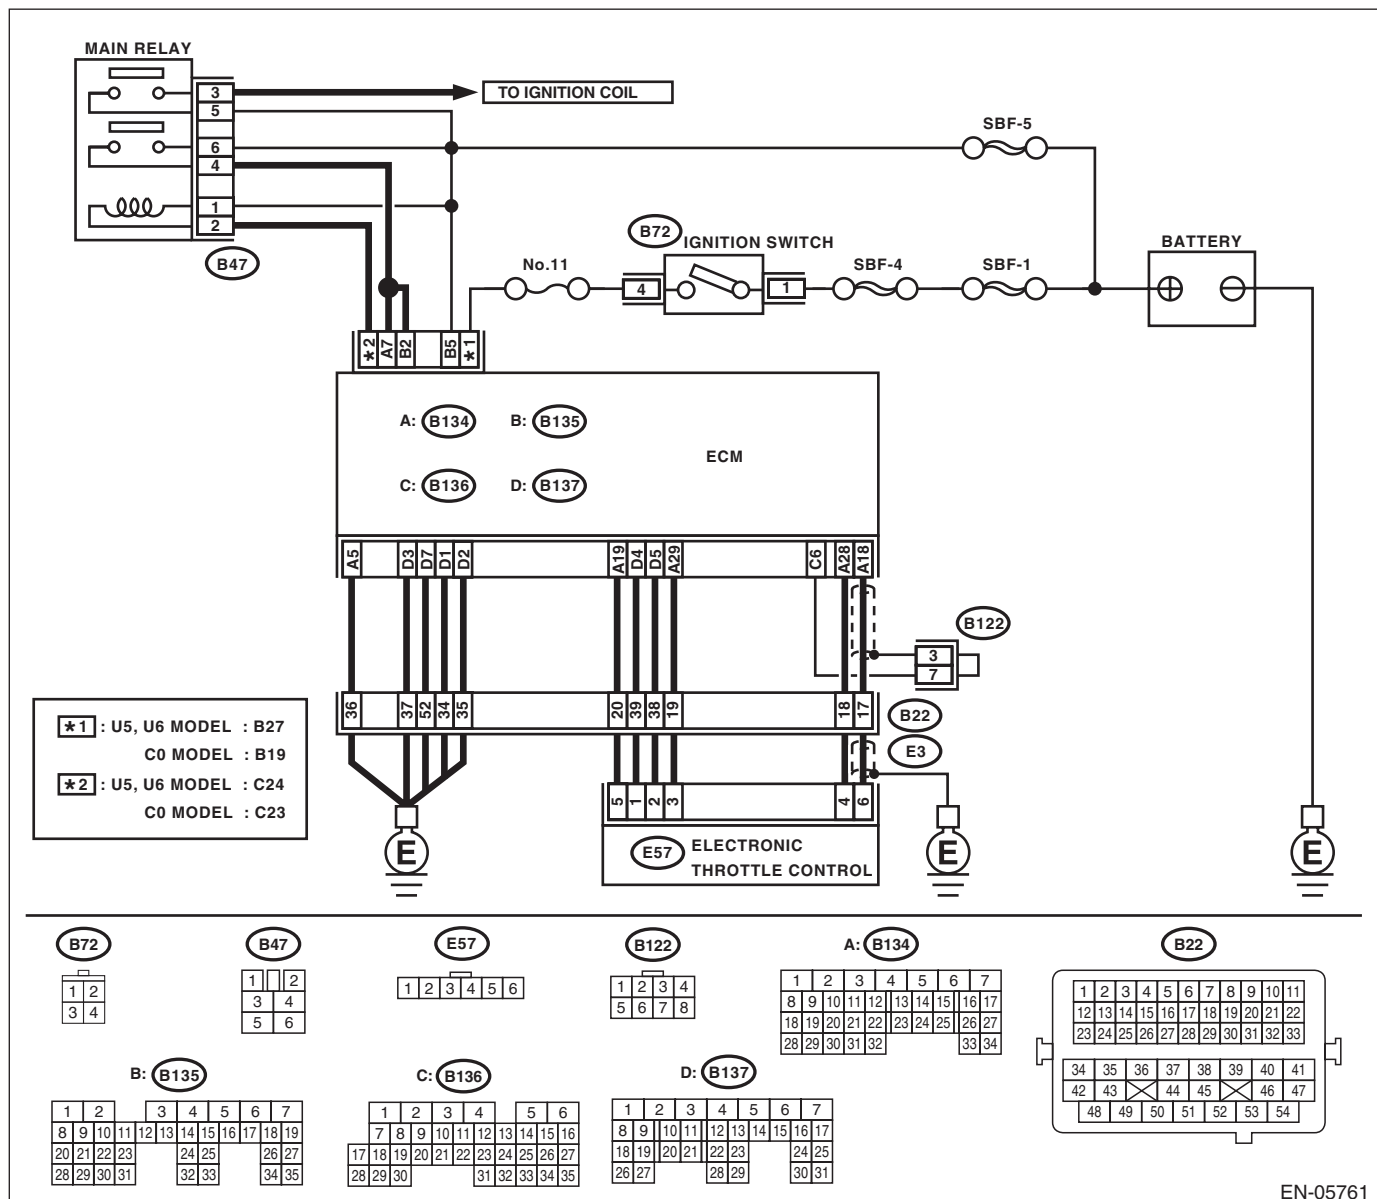 MAIN RELAY
3
5
6
4
1
2
B47
TO IGNITION COIL
SBF-5
B72
IGNITION SWITCH
No.11
4
1
SBF-4
SBF-1
BATTERY
*2
A7
B2
B5
*1
A: B134
B: B135
C: B136
D: B137
ECM
A5
D3
D7
D1
D2
A19
D4
D5
A29
C6
A28
A18
B122
3
7
36
37
52
34
35
20
39
38
19
18
17
B22
E3
*1 : U5, U6 MODEL : B27
C0 MODEL : B19
*2 : U5, U6 MODEL : C24
C0 MODEL : C23
5
1
2
3
4
6
E57 ELECTRONIC
THROTTLE CONTROL
E
E
E
B72
1 2
3 4
B47
1 2
3 4
5 6
E57
1 2 3 4 5 6
B122
1 2 3 4
5 6 7 8
A: B134
1 2 3 4 5 6 7
8 9 10 11 12 13 14 15 16 17
18 19 20 21 22 23 24 25 26 27
28 29 30 31 32 33 34
B22
1 2 3 4 5 6 7 8 9 10 11
12 13 14 15 16 17 18 19 20 21 22
23 24 25 26 27 28 29 30 31 32 33
34 35 36 37 38 39 40 41
42 43 44 45 46 47
48 49 50 51 52 53 54
B: B135
1 2 3 4 5 6 7
8 9 10 11 12 13 14 15 16 17 18 19
20 21 22 23 24 25 26 27
28 29 30 31 32 33 34 35
C: B136
1 2 3 4 5 6
7 8 9 10 11 12 13 14 15 16
17 18 19 20 21 22 23 24 25 26 27
28 29 30 31 32 33 34 35
D: B137
1 2 3 4 5 6 7
8 9 10 11 12 13 14 15 16 17
18 19 20 21 22 23 24 25
26 27 28 29 30 31
EN-05761